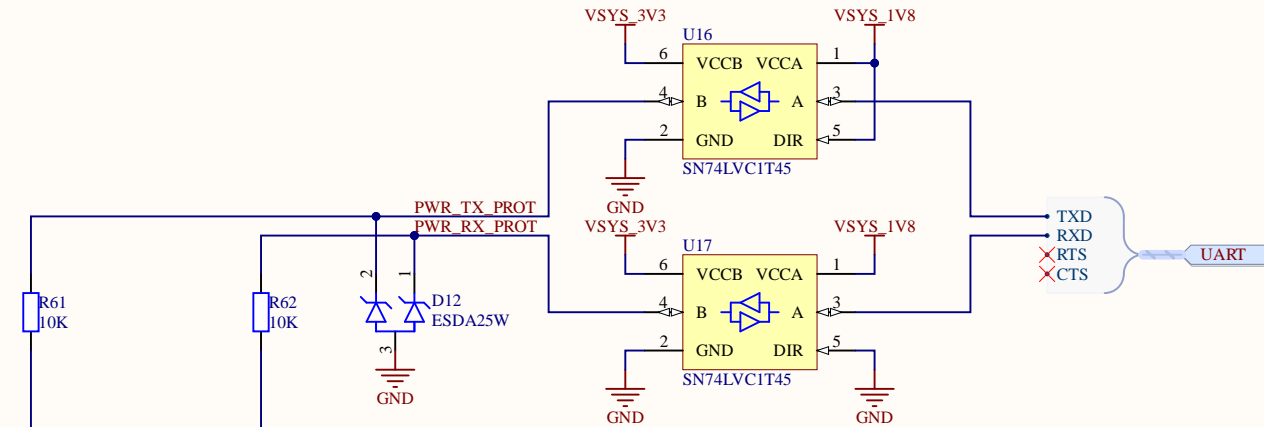 VSYS_3V3
VSYS_1V8
U16
6
VCCB
VCCA
1
4
B
A
3
2
GND
DIR
5
SN74LVC1T45
GND
PWR_TX_PROT
PWR_RX_PROT
VSYS_3V3
VSYS_1V8
U17
6
VCCB
VCCA
1
4
B
A
3
2
GND
DIR
5
SN74LVC1T45
GND
GND
TXD
RXD
RTS
CTS
UART
R61
10K
R62
10K
2
1
D12
ESDA25W
3
GND